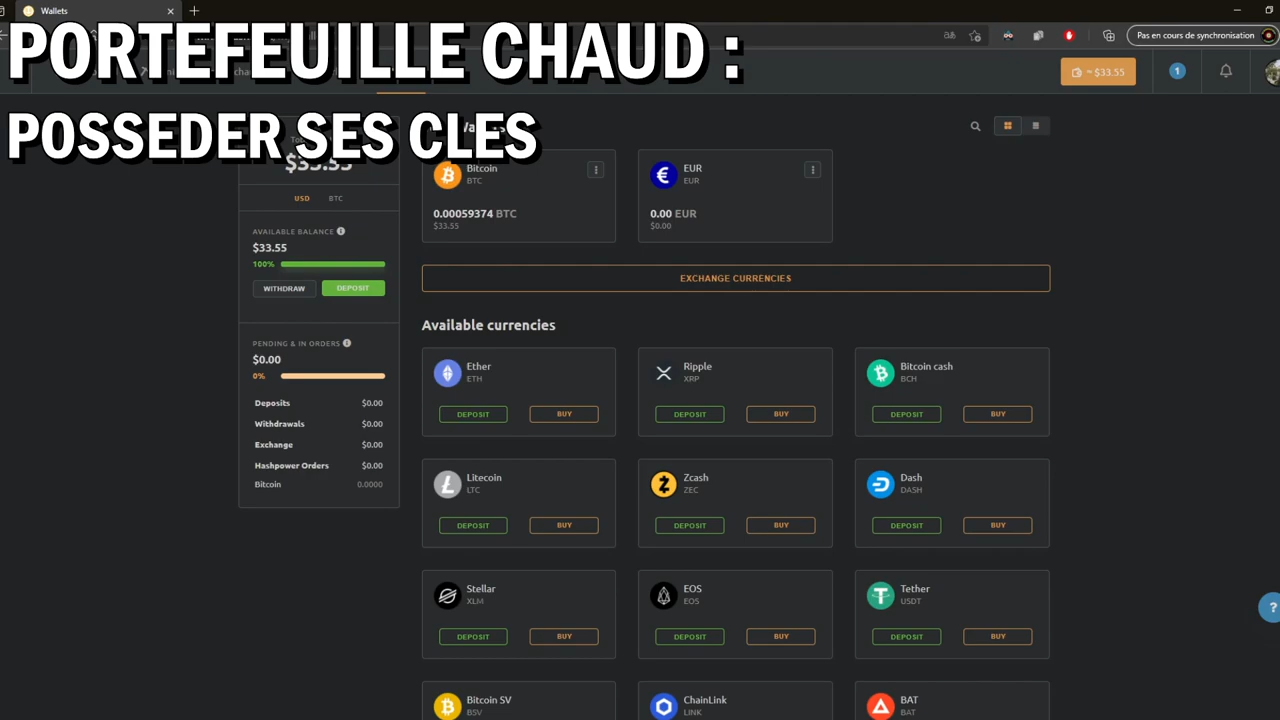 Wallets
PORTEFEUILLE CHAUD :
POSSEDER SES CLES
Pas en cours de synchronisation
≈ $33.55
1
$33.55
USD BTC
AVAILABLE BALANCE
$33.55
100%
WITHDRAW DEPOSIT
PENDING & IN ORDERS
$0.00
0%
Deposits $0.00
Withdrawals $0.00
Exchange $0.00
Hashpower Orders $0.00
Bitcoin 0.0000
Bitcoin
BTC
0.00059374 BTC
$33.55
EUR
EUR
0.00 EUR
$0.00
EXCHANGE CURRENCIES
Available currencies
Ether
ETH
DEPOSIT BUY
Ripple
XRP
DEPOSIT BUY
Bitcoin cash
BCH
DEPOSIT BUY
Litecoin
LTC
DEPOSIT BUY
Zcash
ZEC
DEPOSIT BUY
Dash
DASH
DEPOSIT BUY
Stellar
XLM
DEPOSIT BUY
EOS
EOS
DEPOSIT BUY
Tether
USDT
DEPOSIT BUY
Bitcoin SV
BSV
ChainLink
LINK
BAT
BAT
?